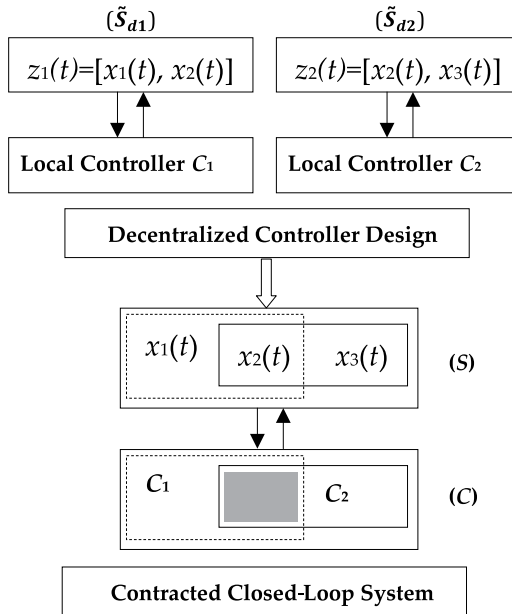 (S̃d1) (S̃d2)
z1(t)=[x1(t), x2(t)] z2(t)=[x2(t), x3(t)]
Local Controller C1 Local Controller C2
Decentralized Controller Design
x1(t) x2(t) x3(t) (S)
C1 C2 (C)
Contracted Closed-Loop System